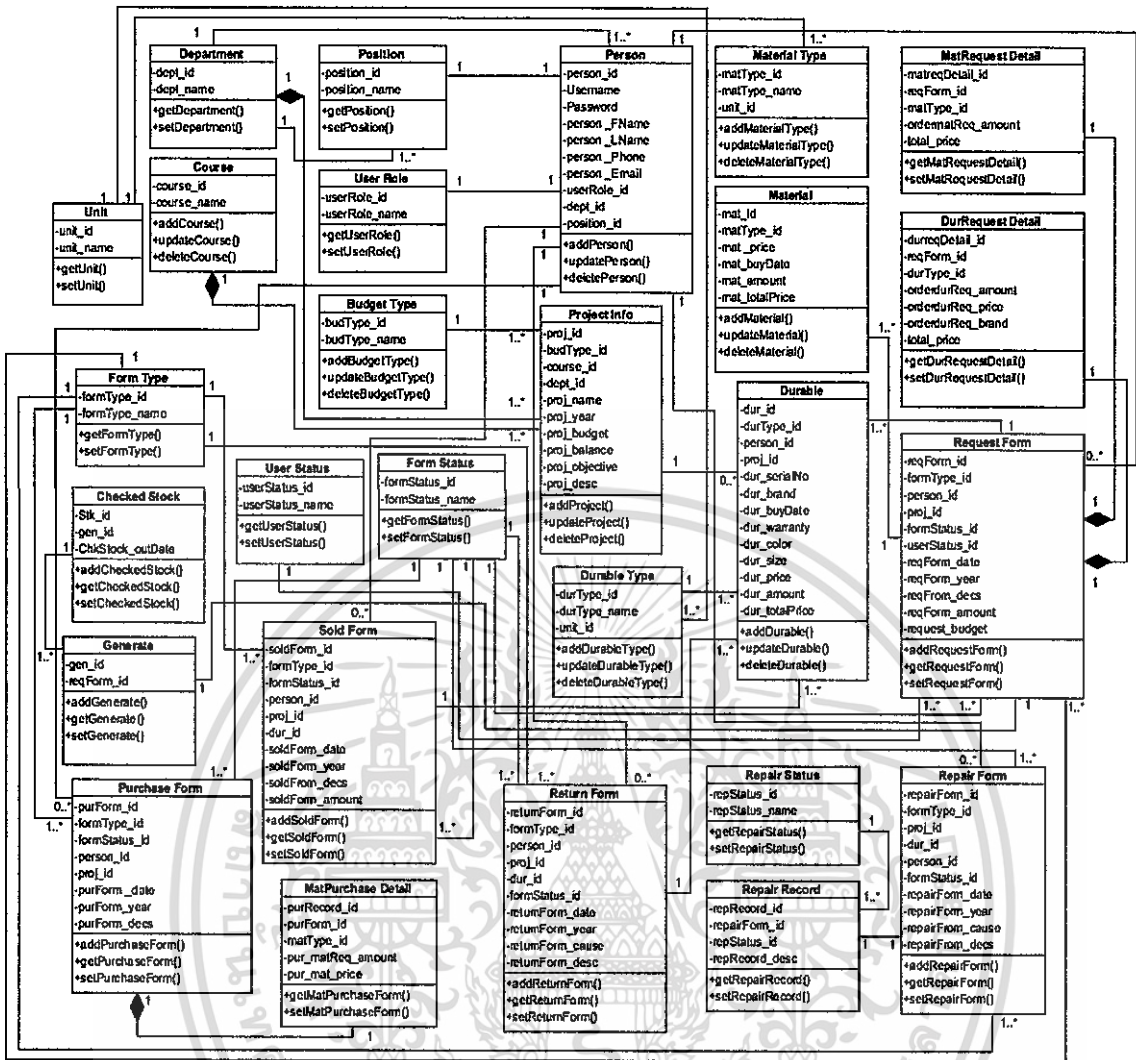 Department
-dept_id
-dept_name
+getDepartment()
+setDepartment()
Position
-position_id
-position_name
+getPosition()
+setPosition()
Person
-person_id
-Username
-Password
-person_FName
-person_LName
-person_Phone
-person_Email
-userRole_id
-dept_id
-position_id
+addPerson()
+updatePerson()
+deletePerson()
Material Type
-matType_id
-matType_name
-unit_id
+addMaterialType()
+updateMaterialType()
+deleteMaterialType()
MatRequest Detail
-matreqDetail_id
-reqForm_id
-matType_id
-ordermatReq_amount
-total_price
+getMatRequestDetail()
+setMatRequestDetail()
Course
-course_id
-course_name
+addCourse()
+updateCourse()
+deleteCourse()
User Role
-userRole_id
-userRole_name
+getUserRole()
+setUserRole()
Unit
-unit_id
-unit_name
+getUnit()
+setUnit()
Material
-mat_id
-matType_id
-mat_price
-mat_buyDate
-mat_amount
-mat_totalPrice
+addMaterial()
+updateMaterial()
+deleteMaterial()
DurRequest Detail
-durreqDetail_id
-reqForm_id
-durType_id
-orderdurReq_amount
-orderdurReq_price
-orderdurReq_brand
-total_price
+getDurRequestDetail()
+setDurRequestDetail()
Budget Type
-budType_id
-budType_name
+addBudgetType()
+updateBudgetType()
+deleteBudgetType()
Project Info
-proj_id
-budType_id
-course_id
-dept_id
-proj_name
-proj_year
-proj_budget
-proj_balance
-proj_objective
-proj_desc
+addProject()
+updateProject()
+deleteProject()
Form Type
-formType_id
-formType_name
+getFormType()
+setFormType()
Durable
-dur_id
-durType_id
-person_id
-proj_id
-dur_serialNo
-dur_brand
-dur_buyDate
-dur_warranty
-dur_color
-dur_size
-dur_price
-dur_amount
-dur_totalPrice
+addDurable()
+updateDurable()
+deleteDurable()
Request Form
-reqForm_id
-formType_id
-person_id
-proj_id
-formStatus_id
-userStatus_id
-reqForm_date
-reqForm_year
-reqFrom_decs
-reqForm_amount
-request_budget
+addRequestForm()
+getRequestForm()
+setRequestForm()
User Status
-userStatus_id
-userStatus_name
+getUserStatus()
+setUserStatus()
Form Status
-formStatus_id
-formStatus_name
+getFormStatus()
+setFormStatus()
Checked Stock
-Stk_id
-gen_id
-ChkStock_outDate
+addCheckedStock()
+getCheckedStock()
+setCheckedStock()
Durable Type
-durType_id
-durType_name
-unit_id
+addDurableType()
+updateDurableType()
+deleteDurableType()
Sold Form
-soldForm_id
-formType_id
-formStatus_id
-person_id
-proj_id
-dur_id
-soldForm_date
-soldForm_year
-soldFrom_decs
-soldForm_amount
+addSoldForm()
+getSoldForm()
+setSoldForm()
Generate
-gen_id
-reqForm_id
+addGenerate()
+getGenerate()
+setGenerate()
Purchase Form
-purForm_id
-formType_id
-formStatus_id
-person_id
-proj_id
-purForm_date
-purForm_year
-purForm_decs
+addPurchaseForm()
+getPurchaseForm()
+setPurchaseForm()
MatPurchase Detail
-purRecord_id
-purForm_id
-matType_id
-pur_matReq_amount
-pur_mat_price
+getMatPurchaseForm()
+setMatPurchaseForm()
Return Form
-returnForm_id
-formType_id
-person_id
-proj_id
-dur_id
-formStatus_id
-returnForm_date
-returnForm_year
-returnForm_cause
-returnForm_desc
+addReturnForm()
+getReturnForm()
+setReturnForm()
Repair Status
-repStatus_id
-repStatus_name
+getRepairStatus()
+setRepairStatus()
Repair Record
-repRecord_id
-repairForm_id
-repStatus_id
-repRecord_desc
+getRepairRecord()
+setRepairRecord()
Repair Form
-repairForm_id
-formType_id
-proj_id
-dur_id
-person_id
-formStatus_id
-repairForm_date
-repairForm_year
-repairFrom_cause
-repairFrom_decs
+addRepairForm()
+getRepairForm()
+setRepairForm()